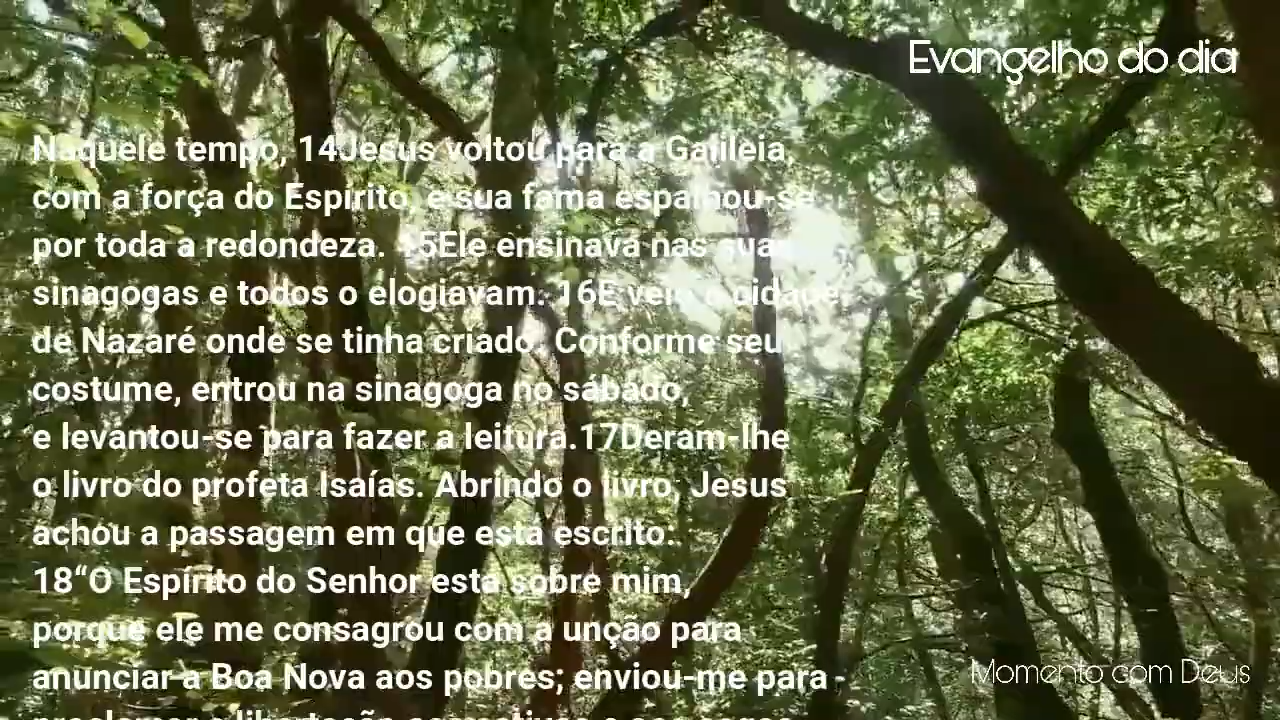 Evangelho do dia
Naquele tempo, 14Jesus voltou para a Galileia,
com a força do Espírito, e sua fama espalhou-se
por toda a redondeza. 15Ele ensinava nas suas
sinagogas e todos o elogiavam. 16E veio à cidade
de Nazaré onde se tinha criado. Conforme seu
costume, entrou na sinagoga no sábado,
e levantou-se para fazer a leitura.17Deram-lhe
o livro do profeta Isaías. Abrindo o livro, Jesus
achou a passagem em que está escrito:
18“O Espírito do Senhor está sobre mim,
porque ele me consagrou com a unção para
anunciar a Boa Nova aos pobres; enviou-me para
Momento com Deus